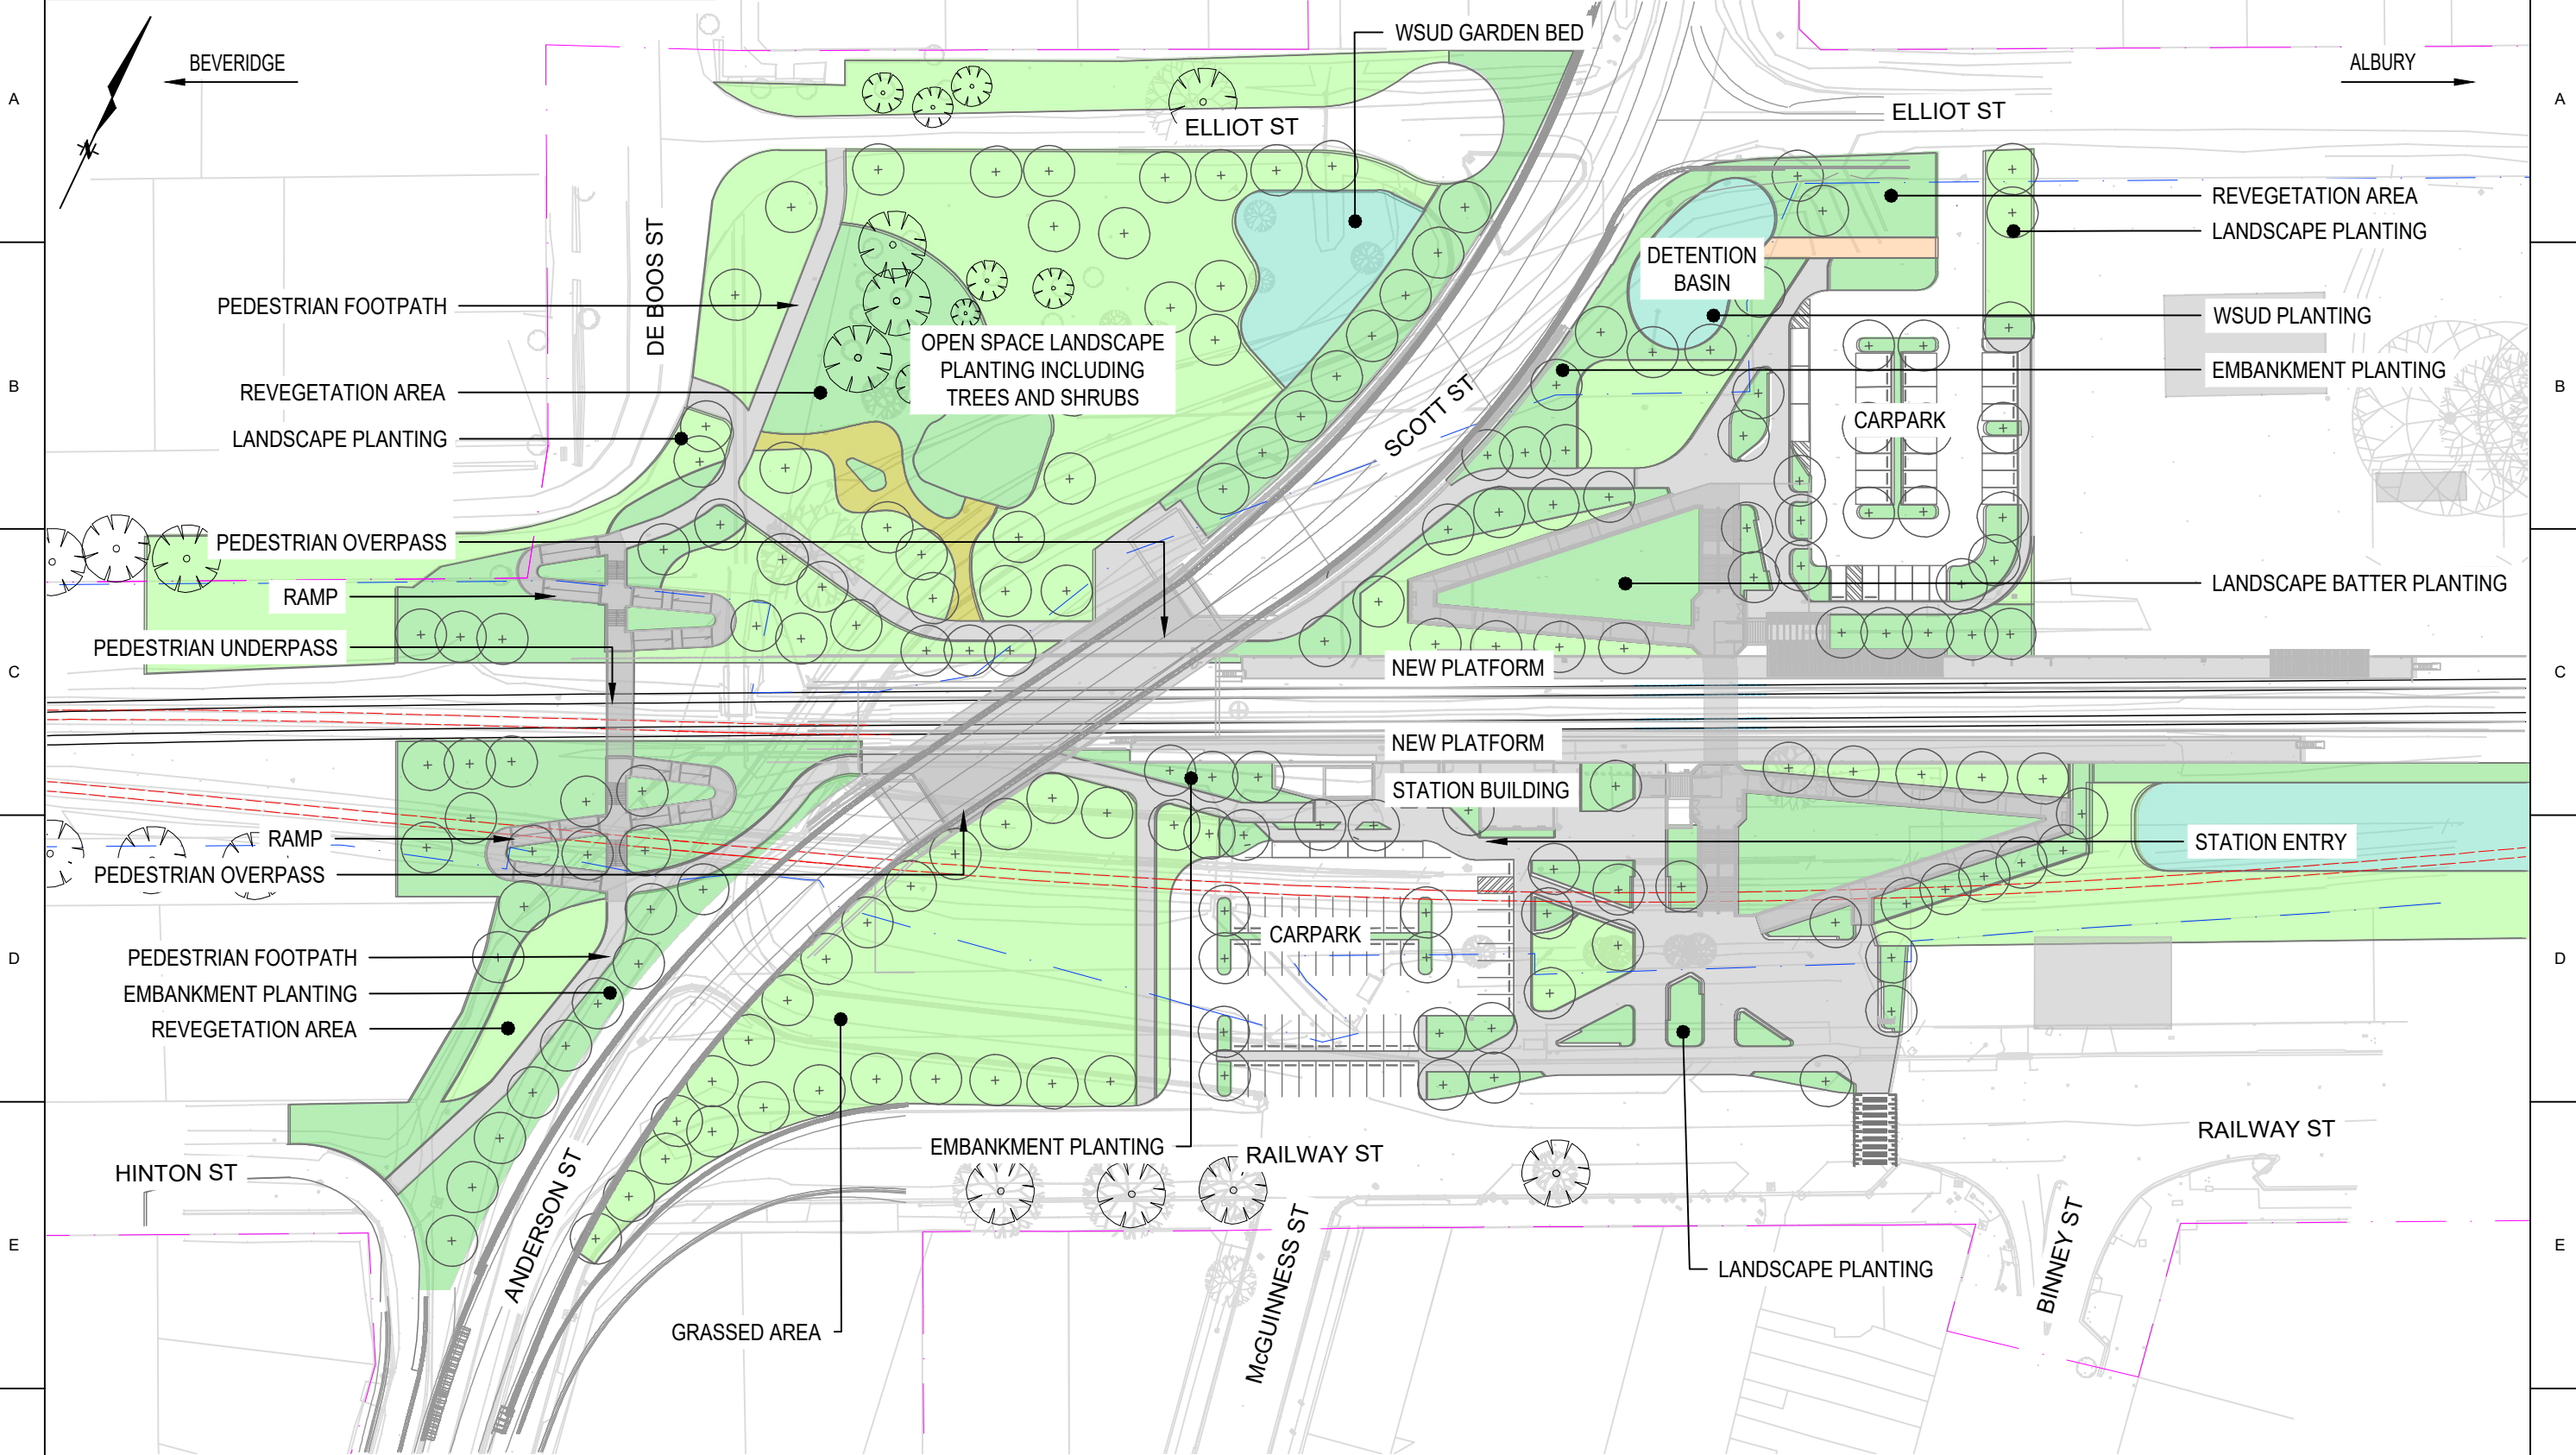 WSUD GARDEN BED
BEVERIDGE
ALBURY
A
A
ELLIOT ST
ELLIOT ST
REVEGETATION AREA
LANDSCAPE PLANTING
DE BOOS ST
DETENTION
BASIN
PEDESTRIAN FOOTPATH
WSUD PLANTING
OPEN SPACE LANDSCAPE
PLANTING INCLUDING
TREES AND SHRUBS
EMBANKMENT PLANTING
B
B
REVEGETATION AREA
SCOTT ST
CARPARK
LANDSCAPE PLANTING
PEDESTRIAN OVERPASS
RAMP
LANDSCAPE BATTER PLANTING
PEDESTRIAN UNDERPASS
C
NEW PLATFORM
C
NEW PLATFORM
STATION BUILDING
RAMP
STATION ENTRY
PEDESTRIAN OVERPASS
CARPARK
D
PEDESTRIAN FOOTPATH
D
EMBANKMENT PLANTING
REVEGETATION AREA
EMBANKMENT PLANTING
RAILWAY ST
RAILWAY ST
HINTON ST
ANDERSON ST
McGUINNESS ST
BINNEY ST
E
E
LANDSCAPE PLANTING
GRASSED AREA